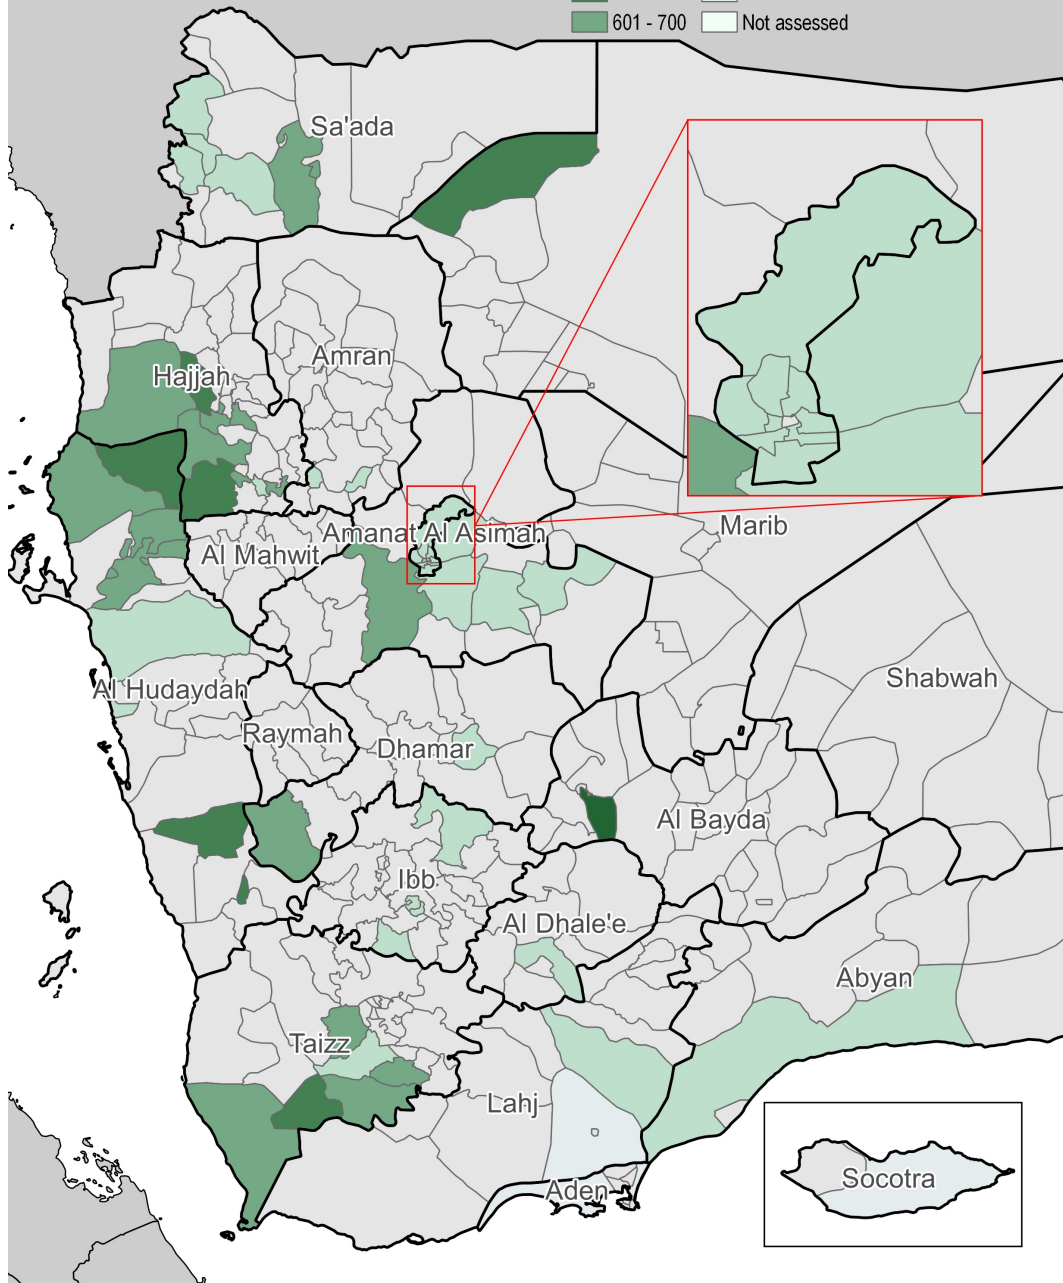 601 - 700
Not assessed
Sa'ada
Hajjah
Amran
Amanat Al Asimah
Marib
Al Mahwit
Al Hudaydah
Shabwah
Raymah
Dhamar
Al Bayda
Ibb
Al Dhale'e
Abyan
Taizz
Lahj
Aden
Socotra